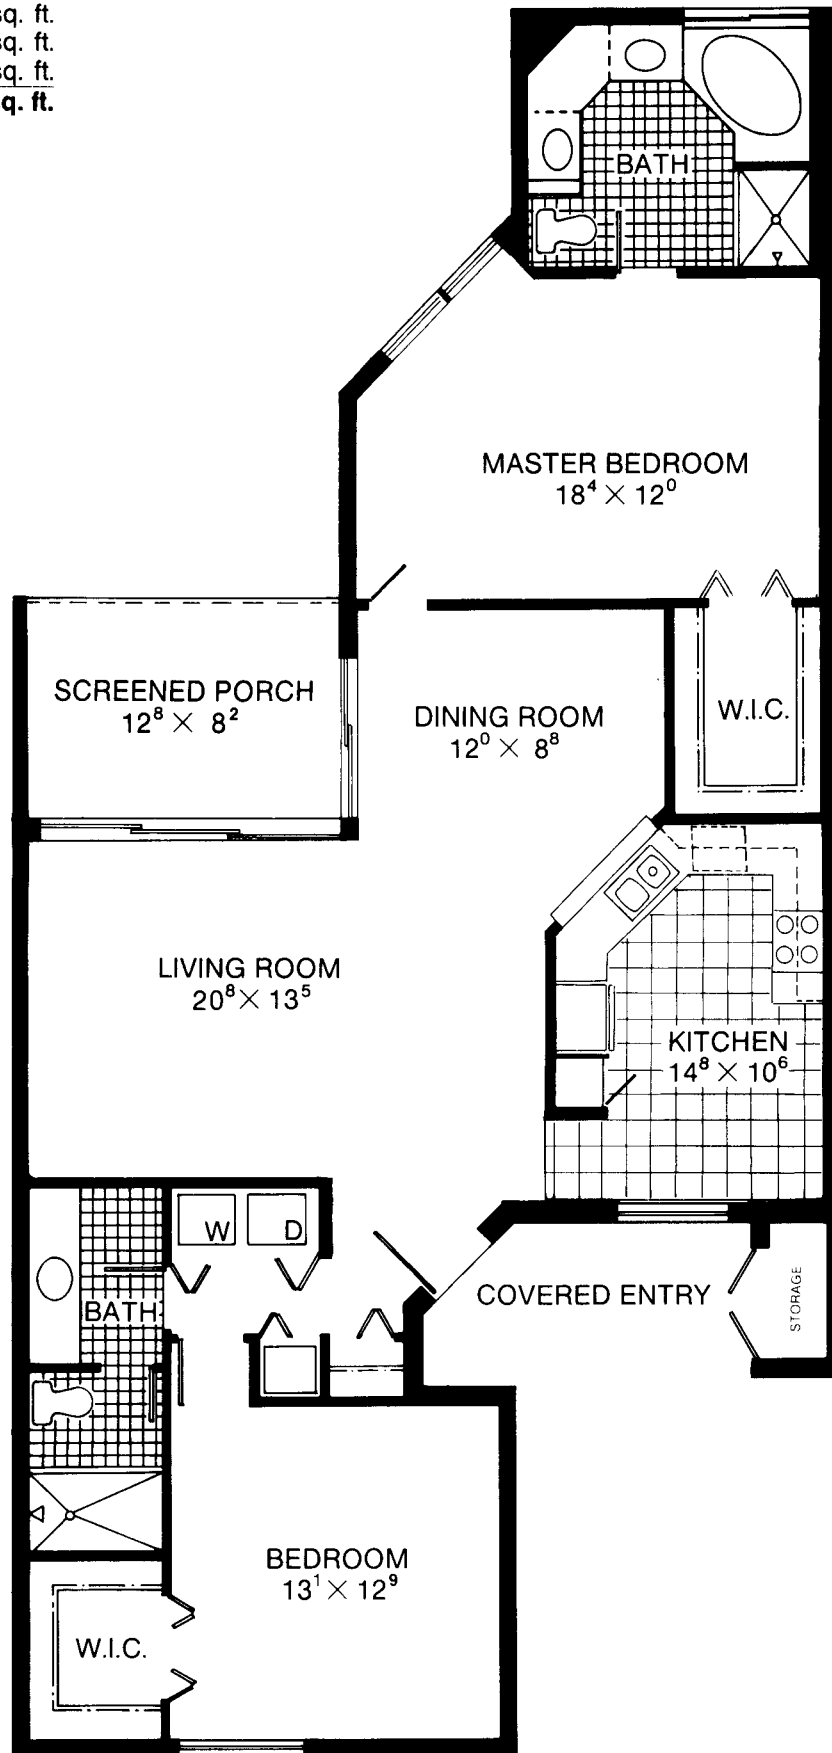 sq. ft.
sq. ft.
sq. ft.
q. ft.
BATH
MASTER BEDROOM
18⁴ × 12⁰
SCREENED PORCH
12⁸ × 8²
DINING ROOM
12⁰ × 8⁸
W.I.C.
LIVING ROOM
20⁸ × 13⁵
KITCHEN
14⁸ × 10⁶
W
D
BATH
COVERED ENTRY
STORAGE
BEDROOM
13¹ × 12⁹
W.I.C.